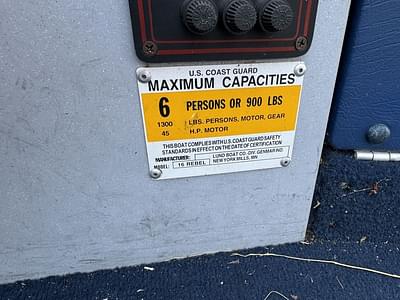 U.S. COAST GUARD
MAXIMUM CAPACITIES
6 PERSONS OR 900 LBS
1300 LBS. PERSONS, MOTOR, GEAR
45 H.P. MOTOR
THIS BOAT COMPLIES WITH U.S. COAST GUARD SAFETY
STANDARDS IN EFFECT ON THE DATE OF CERTIFICATION
MANUFACTURER: LUND BOAT CO. DIV. GENMAR IND.
NEW YORK MILLS, MN
MODEL: 16 REBEL